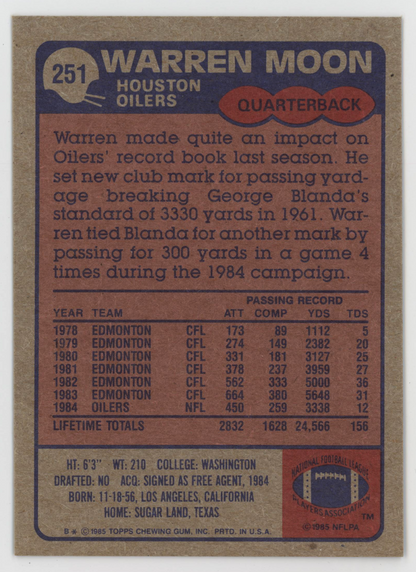 251
WARREN MOON
HOUSTON
OILERS
QUARTERBACK
Warren made quite an impact on
Oilers' record book last season. He
set new club mark for passing yard-
age breaking George Blanda's
standard of 3330 yards in 1961. War-
ren tied Blanda for another mark by
passing for 300 yards in a game 4
times during the 1984 campaign.
PASSING RECORD
YEAR TEAM ATT COMP YDS TDS
1978 EDMONTON CFL 173 89 1112 5
1979 EDMONTON CFL 274 149 2382 20
1980 EDMONTON CFL 331 181 3127 25
1981 EDMONTON CFL 378 237 3959 27
1982 EDMONTON CFL 562 333 5000 36
1983 EDMONTON CFL 664 380 5648 31
1984 OILERS NFL 450 259 3338 12
LIFETIME TOTALS 2832 1628 24,566 156
HT: 6'3" WT: 210 COLLEGE: WASHINGTON
DRAFTED: NO ACQ: SIGNED AS FREE AGENT, 1984
BORN: 11-18-56, LOS ANGELES, CALIFORNIA
HOME: SUGAR LAND, TEXAS
B* ©1985 TOPPS CHEWING GUM, INC. PRTD. IN U.S.A.
NATIONAL FOOTBALL LEAGUE
PLAYERS ASSOCIATION
TM
©1985 NFLPA